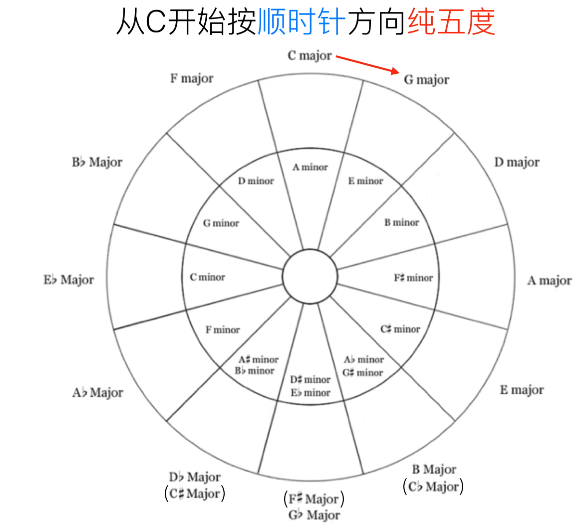 从C开始按顺时针方向纯五度
C major
G major
D major
A major
E major
B Major
(C♭ Major)
(F♯ Major)
G♭ Major
D♭ Major
(C♯ Major)
A♭ Major
E♭ Major
B♭ Major
F major
A minor
E minor
B minor
F♯ minor
C♯ minor
A♭ minor
G♯ minor
D♯ minor
E♭ minor
A♯ minor
B♭ minor
F minor
C minor
G minor
D minor